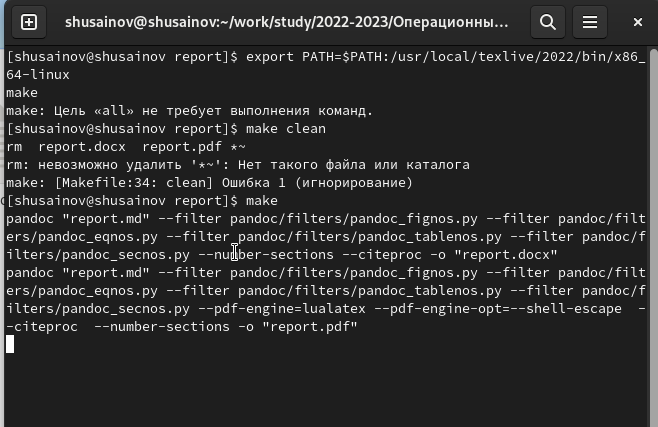 shusainov@shusainov:~/work/study/2022-2023/Операционны...
[shusainov@shusainov report]$ export PATH=$PATH:/usr/local/texlive/2022/bin/x86_
64-linux
make
make: Цель «all» не требует выполнения команд.
[shusainov@shusainov report]$ make clean
rm  report.docx  report.pdf *~
rm: невозможно удалить '*~': Нет такого файла или каталога
make: [Makefile:34: clean] Ошибка 1 (игнорирование)
[shusainov@shusainov report]$ make
pandoc "report.md" --filter pandoc/filters/pandoc_fignos.py --filter pandoc/filt
ers/pandoc_eqnos.py --filter pandoc/filters/pandoc_tablenos.py --filter pandoc/f
ilters/pandoc_secnos.py --number-sections --citeproc -o "report.docx"
pandoc "report.md" --filter pandoc/filters/pandoc_fignos.py --filter pandoc/filt
ers/pandoc_eqnos.py --filter pandoc/filters/pandoc_tablenos.py --filter pandoc/f
ilters/pandoc_secnos.py --pdf-engine=lualatex --pdf-engine-opt=--shell-escape  -
-citeproc  --number-sections -o "report.pdf"